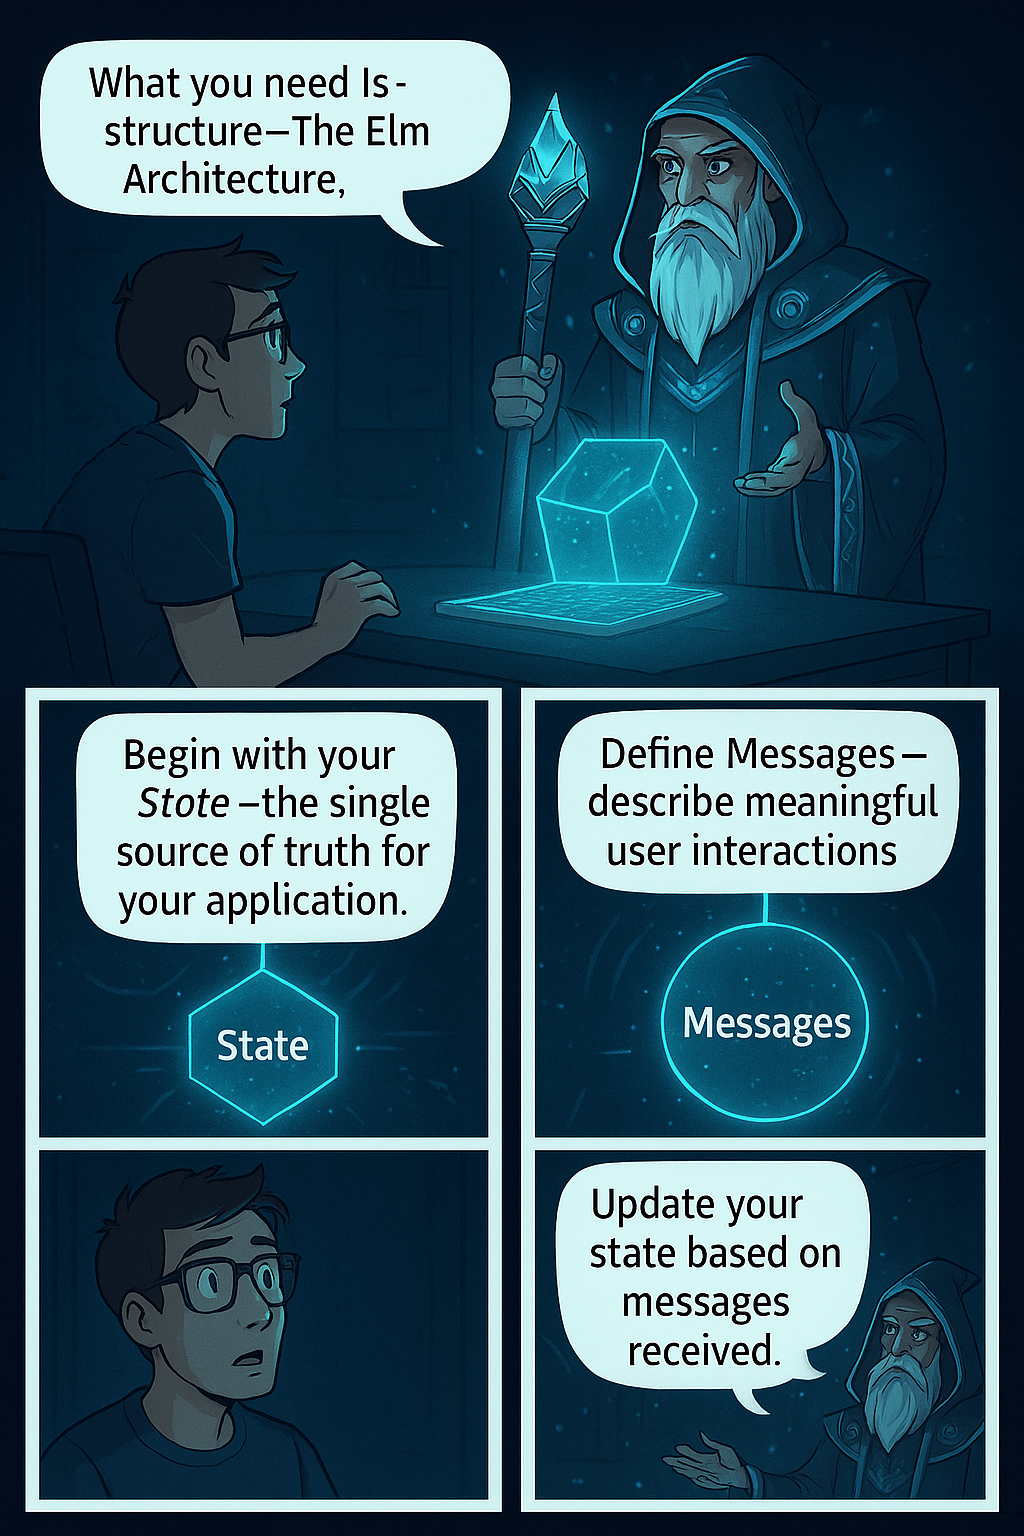 What you need Is-
structure—The Elm
Architecture,
Begin with your
Stote—the single
source of truth for
your application.
State
Define Messages—
describe meaningful
user interactions
Messages
Update your
state based on
messages
received.